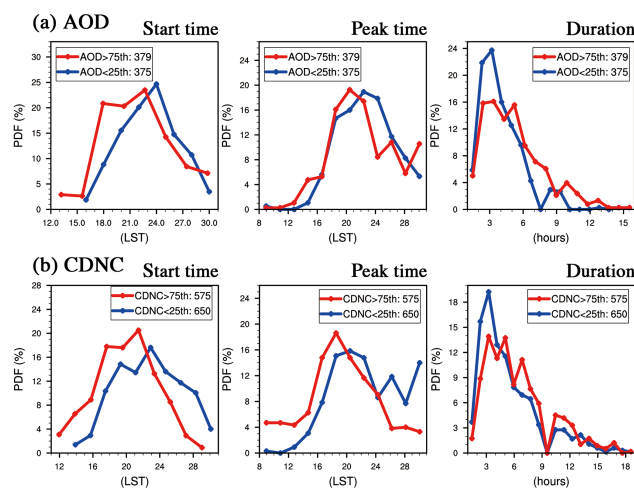 (a) AOD
Start time
Peak time
Duration
AOD>75th: 379
AOD<25th: 375
PDF (%)
33
30
25
20
15
10
5
0
12.0
15.0
18.0
21.0
24.0
27.0
30.0
(LST)
AOD>75th: 379
AOD<25th: 375
PDF (%)
28
24
20
16
12
8
4
0
8
12
16
20
24
28
(LST)
AOD>75th: 379
AOD<25th: 375
PDF (%)
24
20
16
12
8
4
0
3
6
9
12
15
(hours)
(b) CDNC
Start time
Peak time
Duration
CDNC>75th: 575
CDNC<25th: 650
PDF (%)
28
24
20
16
12
8
4
0
12
16
20
24
28
(LST)
CDNC>75th: 575
CDNC<25th: 650
PDF (%)
28
24
20
16
12
8
4
0
8
12
16
20
24
28
(LST)
CDNC>75th: 575
CDNC<25th: 650
PDF (%)
18
15
12
9
6
3
0
3
6
9
12
15
18
(hours)